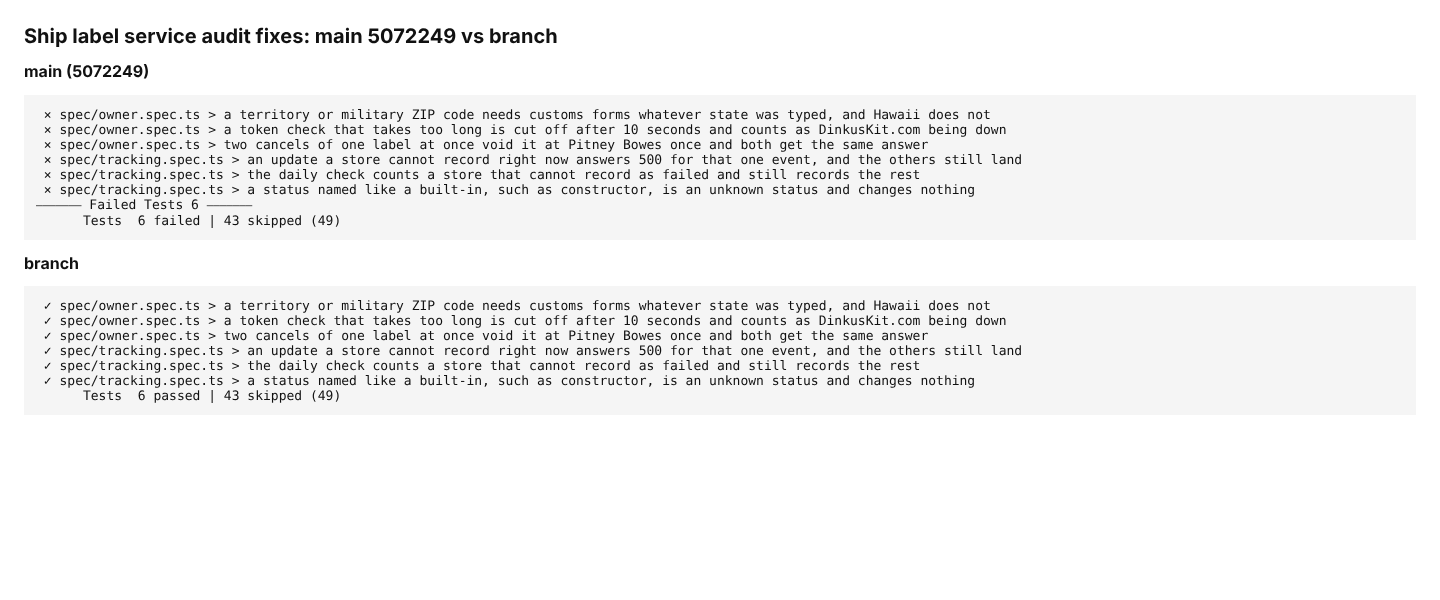 Ship label service audit fixes: main 5072249 vs branch
main (5072249)
× spec/owner.spec.ts > a territory or military ZIP code needs customs forms whatever state was typed, and Hawaii does not
× spec/owner.spec.ts > a token check that takes too long is cut off after 10 seconds and counts as DinkusKit.com being down
× spec/owner.spec.ts > two cancels of one label at once void it at Pitney Bowes once and both get the same answer
× spec/tracking.spec.ts > an update a store cannot record right now answers 500 for that one event, and the others still land
× spec/tracking.spec.ts > the daily check counts a store that cannot record as failed and still records the rest
× spec/tracking.spec.ts > a status named like a built-in, such as constructor, is an unknown status and changes nothing
—————— Failed Tests 6 ——————
Tests  6 failed | 43 skipped (49)
branch
✓ spec/owner.spec.ts > a territory or military ZIP code needs customs forms whatever state was typed, and Hawaii does not
✓ spec/owner.spec.ts > a token check that takes too long is cut off after 10 seconds and counts as DinkusKit.com being down
✓ spec/owner.spec.ts > two cancels of one label at once void it at Pitney Bowes once and both get the same answer
✓ spec/tracking.spec.ts > an update a store cannot record right now answers 500 for that one event, and the others still land
✓ spec/tracking.spec.ts > the daily check counts a store that cannot record as failed and still records the rest
✓ spec/tracking.spec.ts > a status named like a built-in, such as constructor, is an unknown status and changes nothing
Tests  6 passed | 43 skipped (49)